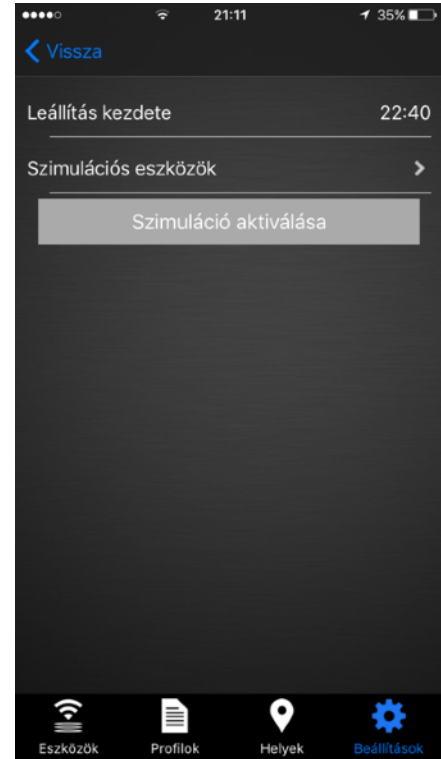 21:11 35%
Vissza
Leállítás kezdete 22:40
Szimulációs eszközök
Szimuláció aktiválása
Eszközök Profilok Helyek Beállítások